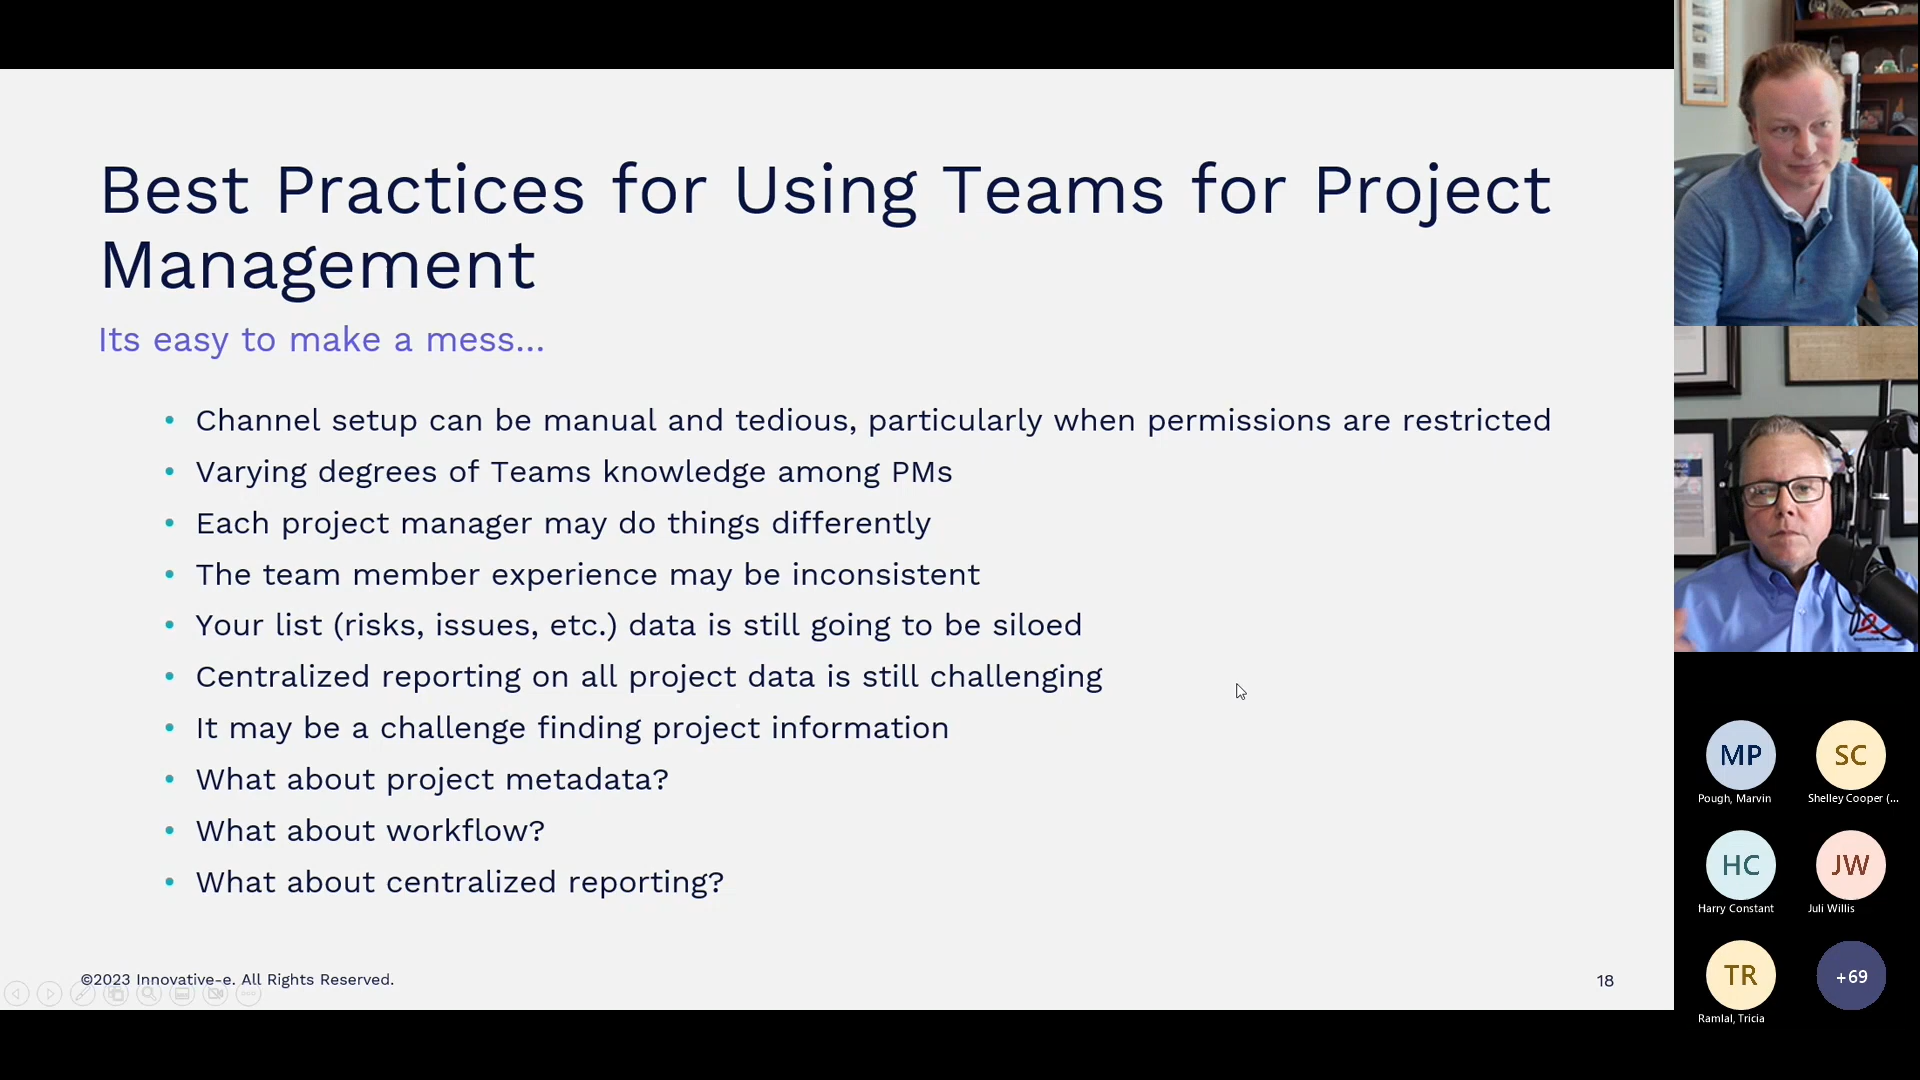 Best Practices for Using Teams for Project
Management
Its easy to make a mess...
• Channel setup can be manual and tedious, particularly when permissions are restricted
• Varying degrees of Teams knowledge among PMs
• Each project manager may do things differently
• The team member experience may be inconsistent
• Your list (risks, issues, etc.) data is still going to be siloed
• Centralized reporting on all project data is still challenging
• It may be a challenge finding project information
• What about project metadata?
• What about workflow?
• What about centralized reporting?
©2023 Innovative-e. All Rights Reserved.
18
MP
Pough, Marvin
SC
Shelley Cooper (...
HC
Harry Constant
JW
Juli Willis
TR
Ramlal, Tricia
+69